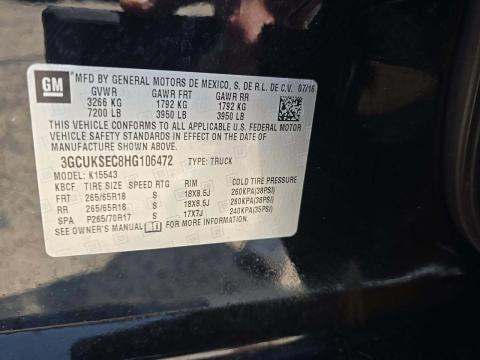 GM
MFD BY GENERAL MOTORS DE MEXICO, S. DE R.L. DE C.V. 07/16
GVWR GAWR FRT GAWR RR
3266 KG 1792 KG 1792 KG
7200 LB 3950 LB 3950 LB
THIS VEHICLE CONFORMS TO ALL APPLICABLE U.S. FEDERAL MOTOR
VEHICLE SAFETY STANDARDS IN EFFECT ON THE DATE OF
MANUFACTURE SHOWN ABOVE.
3GCUKSEC8HG106472 TYPE: TRUCK
MODEL: K15543
KBCF TIRE SIZE SPEED RTG RIM COLD TIRE PRESSURE
FRT 265/65R18 S 18X8.5J 260KPA(38PSI)
RR 265/65R18 S 18X8.5J 260KPA(38PSI)
SPA P265/70R17 S 17X7J 240KPA(35PSI)
SEE OWNER'S MANUAL FOR MORE INFORMATION.